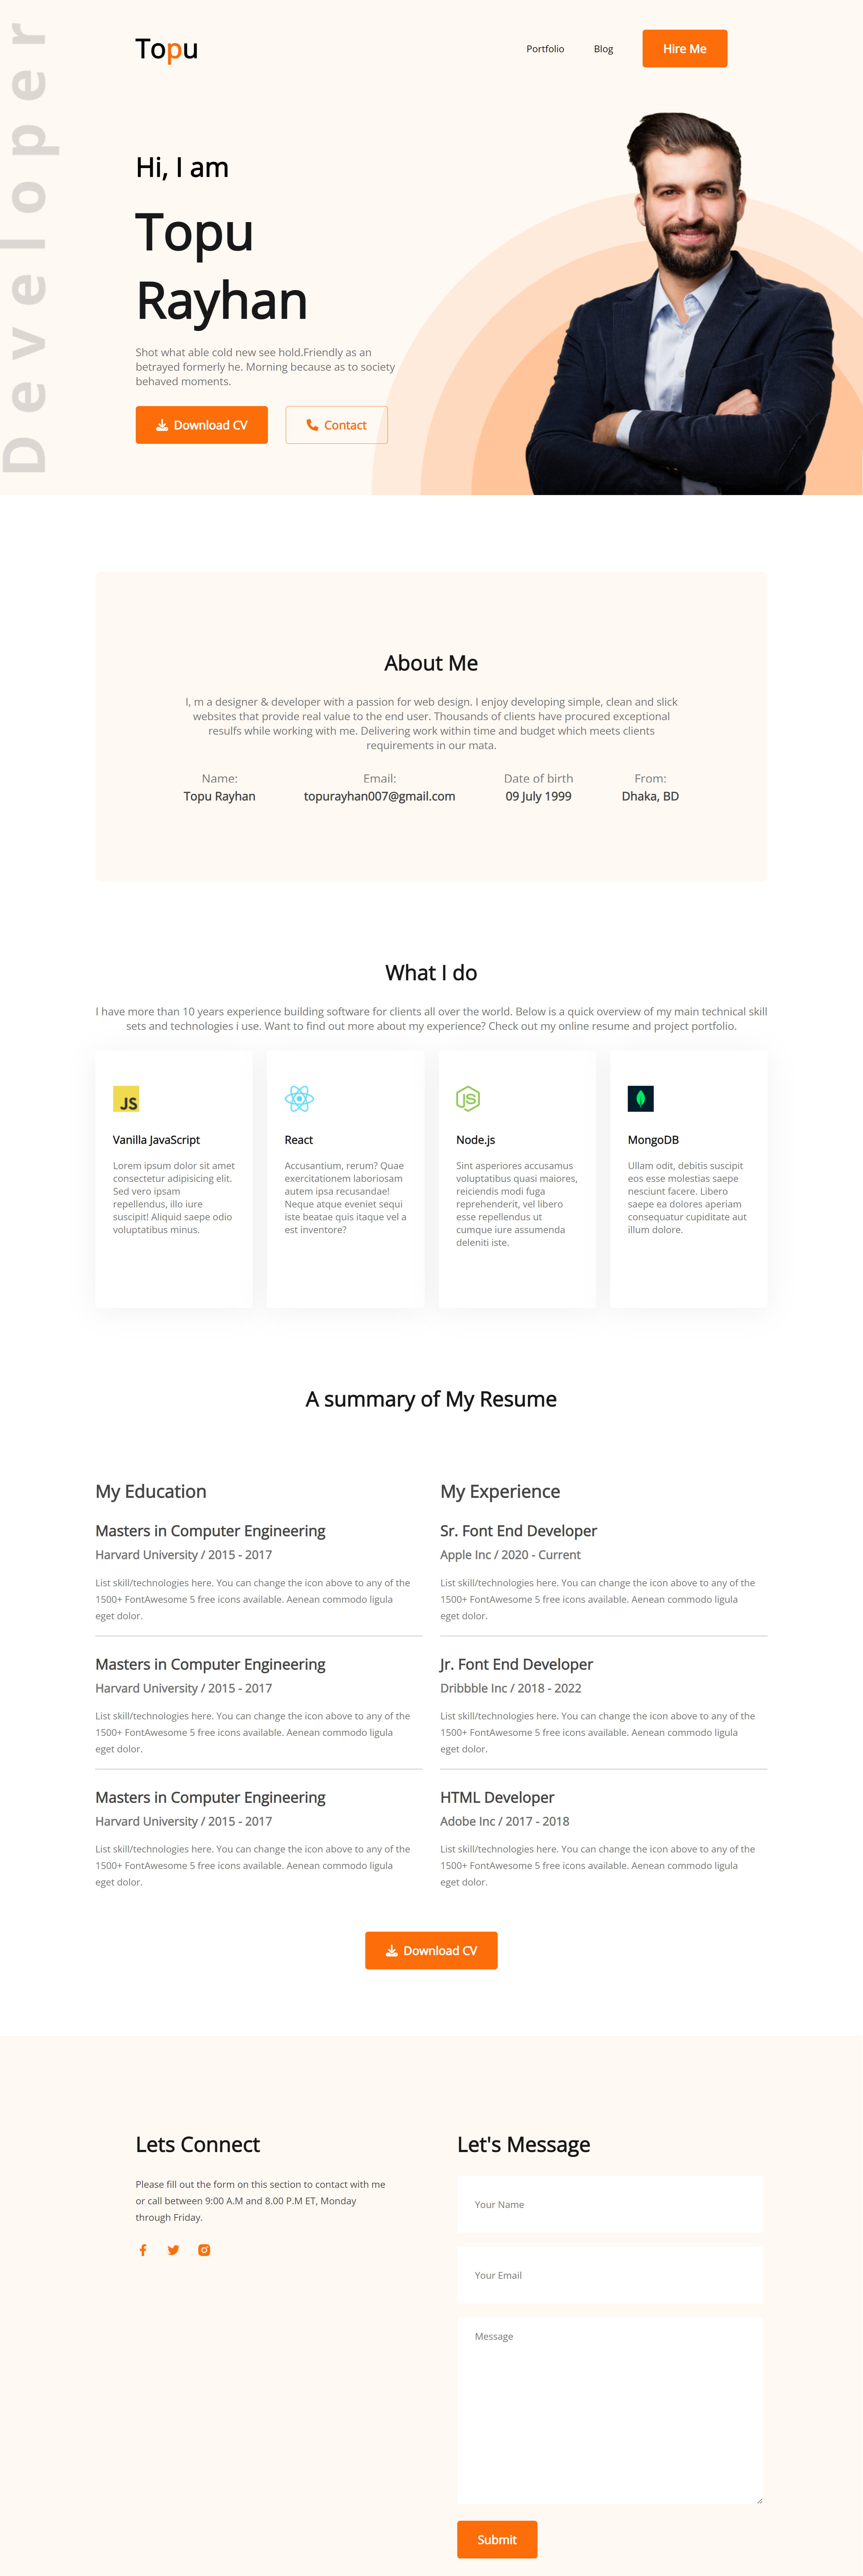 Developer
Topu
Portfolio
Blog
Hire Me
Hi, I am
Topu
Rayhan
Shot what able cold new see hold.Friendly as an
betrayed formerly he. Morning because as to society
behaved moments.
Download CV
Contact
About Me
I, m a designer & developer with a passion for web design. I enjoy developing simple, clean and slick
websites that provide real value to the end user. Thousands of clients have procured exceptional
resulfs while working with me. Delivering work within time and budget which meets clients
requirements in our mata.
Name:
Topu Rayhan
Email:
topurayhan007@gmail.com
Date of birth
09 July 1999
From:
Dhaka, BD
What I do
I have more than 10 years experience building software for clients all over the world. Below is a quick overview of my main technical skill
sets and technologies i use. Want to find out more about my experience? Check out my online resume and project portfolio.
JS
Vanilla JavaScript
Lorem ipsum dolor sit amet
consectetur adipisicing elit.
Sed vero ipsam
repellendus, illo iure
suscipit! Aliquid saepe odio
voluptatibus minus.
React
Accusantium, rerum? Quae
exercitationem laboriosam
autem ipsa recusandae!
Neque atque eveniet sequi
iste beatae quis itaque vel a
est inventore?
JS
Node.js
Sint asperiores accusamus
voluptatibus quasi maiores,
reiciendis modi fuga
reprehenderit, vel libero
esse repellendus ut
cumque iure assumenda
deleniti iste.
MongoDB
Ullam odit, debitis suscipit
eos esse molestias saepe
nesciunt facere. Libero
saepe ea dolores aperiam
consequatur cupiditate aut
illum dolore.
A summary of My Resume
My Education
Masters in Computer Engineering
Harvard University / 2015 - 2017
List skill/technologies here. You can change the icon above to any of the
1500+ FontAwesome 5 free icons available. Aenean commodo ligula
eget dolor.
Masters in Computer Engineering
Harvard University / 2015 - 2017
List skill/technologies here. You can change the icon above to any of the
1500+ FontAwesome 5 free icons available. Aenean commodo ligula
eget dolor.
Masters in Computer Engineering
Harvard University / 2015 - 2017
List skill/technologies here. You can change the icon above to any of the
1500+ FontAwesome 5 free icons available. Aenean commodo ligula
eget dolor.
My Experience
Sr. Font End Developer
Apple Inc / 2020 - Current
List skill/technologies here. You can change the icon above to any of the
1500+ FontAwesome 5 free icons available. Aenean commodo ligula
eget dolor.
Jr. Font End Developer
Dribbble Inc / 2018 - 2022
List skill/technologies here. You can change the icon above to any of the
1500+ FontAwesome 5 free icons available. Aenean commodo ligula
eget dolor.
HTML Developer
Adobe Inc / 2017 - 2018
List skill/technologies here. You can change the icon above to any of the
1500+ FontAwesome 5 free icons available. Aenean commodo ligula
eget dolor.
Download CV
Lets Connect
Please fill out the form on this section to contact with me
or call between 9:00 A.M and 8.00 P.M ET, Monday
through Friday.
Let's Message
Your Name
Your Email
Message
Submit